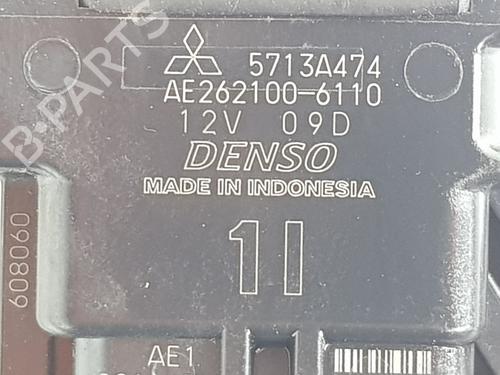 5713A474
AE262100-6110
12V 09D
DENSO
MADE IN INDONESIA
1I
608060
AE1
B-PARTS